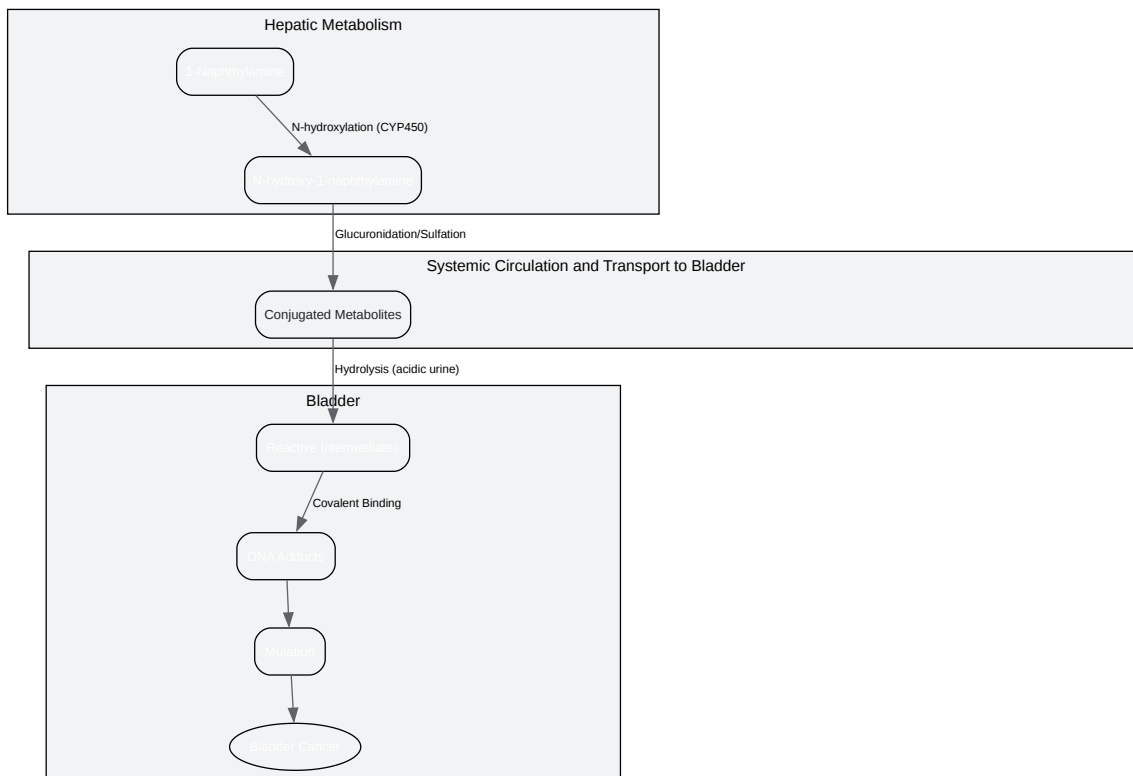 Hepatic Metabolism
1-Naphthylamine
N-hydroxylation (CYP450)
N-hydroxy-1-naphthylamine
Glucuronidation/Sulfation
Systemic Circulation and Transport to Bladder
Conjugated Metabolites
Hydrolysis (acidic urine)
Bladder
Reactive Intermediates
Covalent Binding
DNA Adducts
Mutation
Bladder Cancer